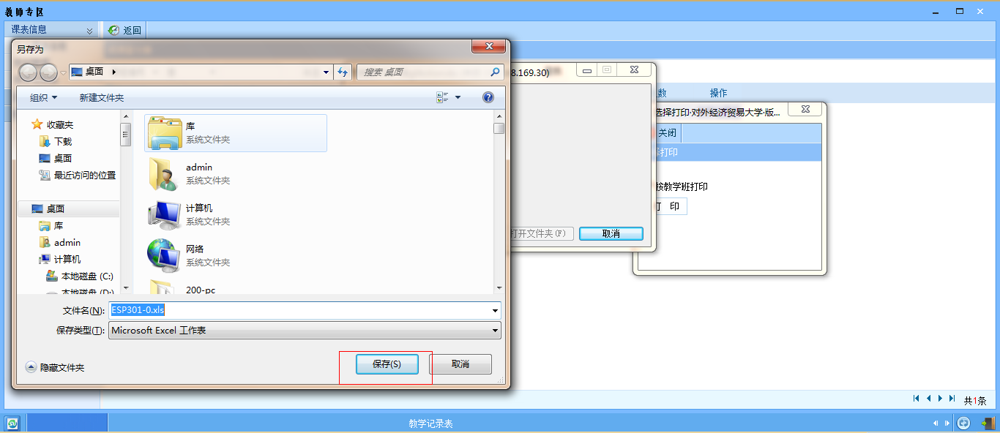 教师专区
课表信息
返回
另存为
桌面
搜索 桌面
组织
新建文件夹
收藏夹
下载
桌面
最近访问的位置
桌面
库
admin
计算机
本地磁盘 (C:)
本地磁盘 (D:)
库
系统文件夹
admin
系统文件夹
计算机
系统文件夹
网络
系统文件夹
200-pc
文件名(N):
ESP301-0.xls
保存类型(T):
Microsoft Excel 工作表
隐藏文件夹
保存(S)
取消
8.169.30)
打开文件夹(F)
取消
数
操作
选择打印·对外经济贸易大学·版...
关闭
择打印
按教学班打印
打 印
共1条
教学记录表